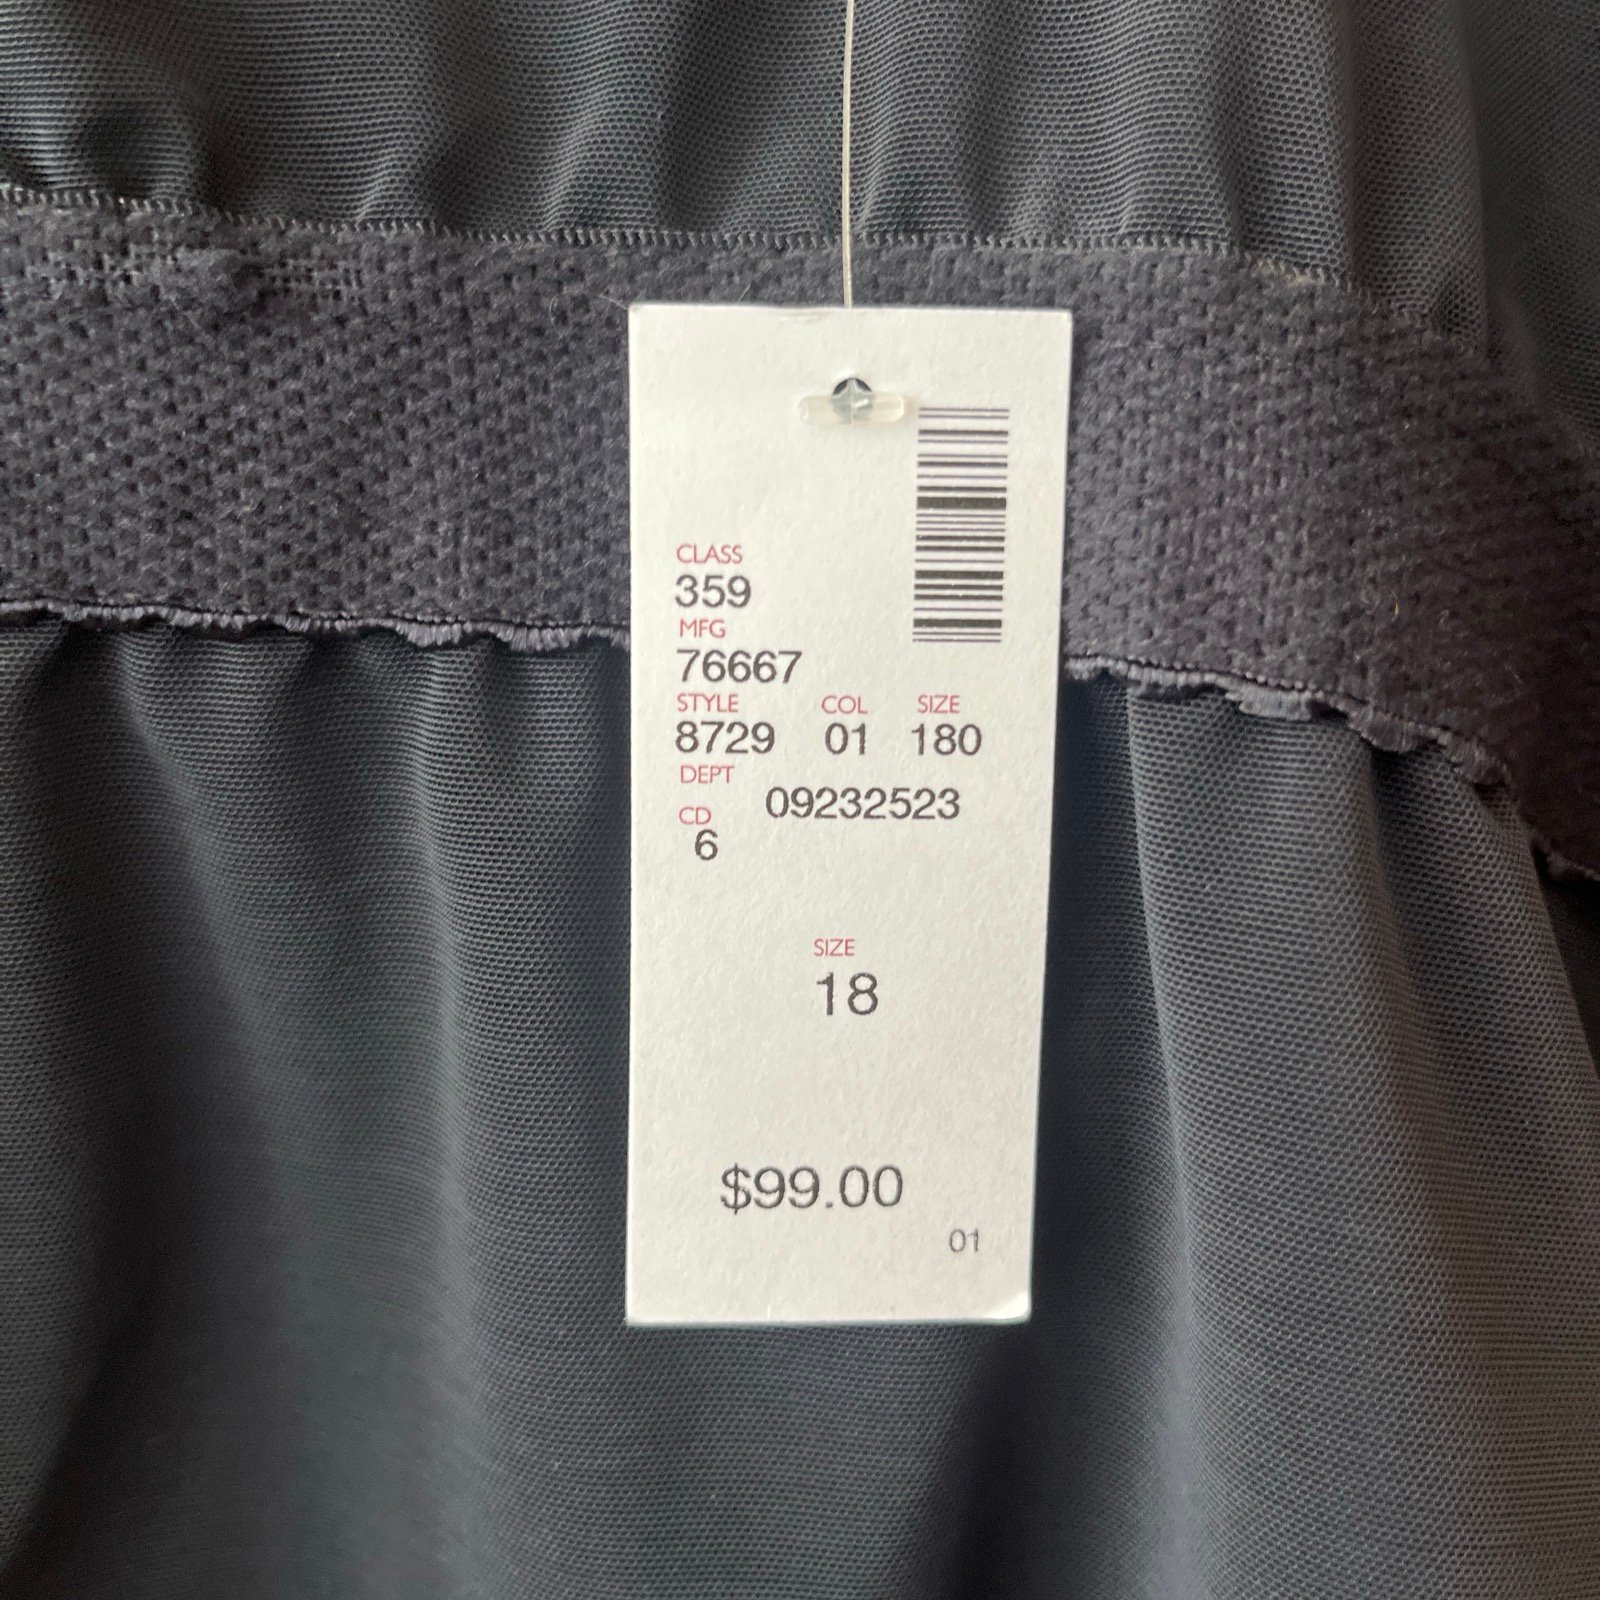 CLASS
359
MFG
76667
STYLE COL SIZE
8729 01 180
DEPT
09232523
CD
6
SIZE
18
$99.00
01